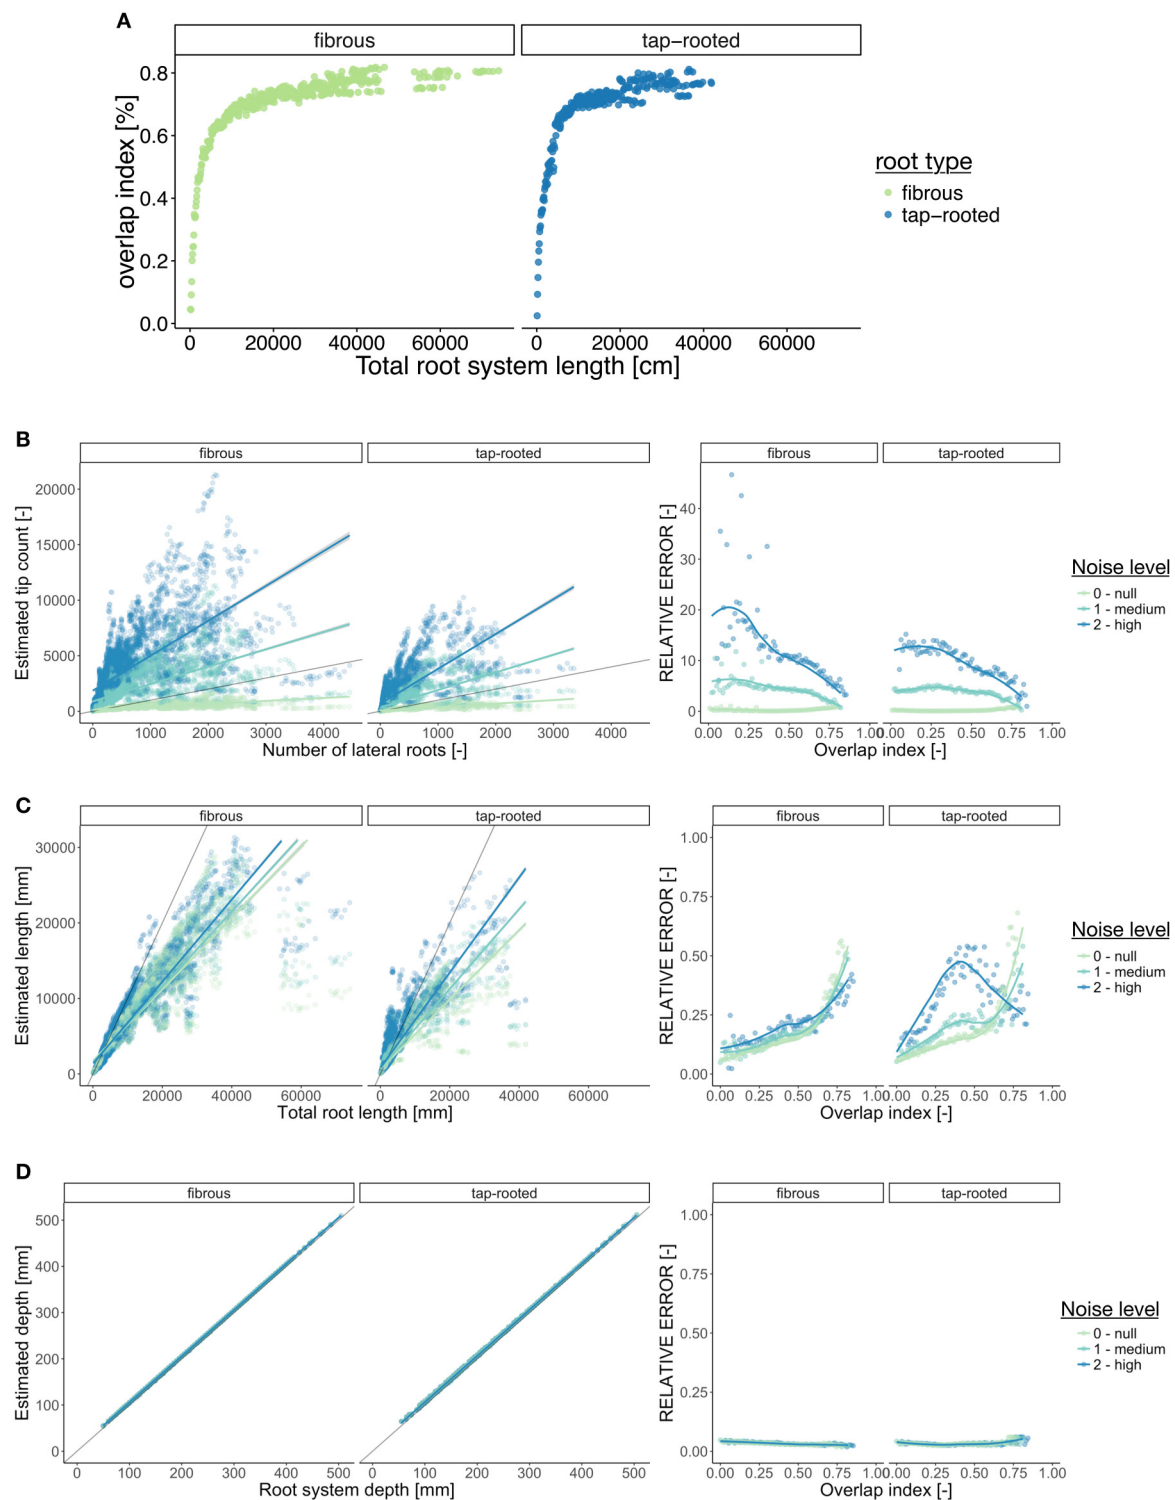 A
fibrous
tap-rooted
overlap index [%]
0.8
0.6
0.4
0.2
0.0
0 20000 40000 60000
0 20000 40000 60000
Total root system length [cm]
root type
fibrous
tap-rooted
B
fibrous
tap-rooted
Estimated tip count [-]
20000
15000
10000
5000
0
0 1000 2000 3000 4000
0 1000 2000 3000 4000
Number of lateral roots [-]
fibrous
tap-rooted
RELATIVE ERROR [-]
40
30
20
10
0
0.00 0.25 0.50 0.75 1.00
0.00 0.25 0.50 0.75 1.00
Overlap index [-]
Noise level
0 - null
1 - medium
2 - high
C
fibrous
tap-rooted
Estimated length [mm]
30000
20000
10000
0
0 20000 40000 60000
0 20000 40000 60000
Total root length [mm]
fibrous
tap-rooted
RELATIVE ERROR [-]
1.00
0.75
0.50
0.25
0.00
0.00 0.25 0.50 0.75 1.00
0.00 0.25 0.50 0.75 1.00
Overlap index [-]
Noise level
0 - null
1 - medium
2 - high
D
fibrous
tap-rooted
Estimated depth [mm]
500
400
300
200
100
0
0 100 200 300 400 500
0 100 200 300 400 500
Root system depth [mm]
fibrous
tap-rooted
RELATIVE ERROR [-]
1.00
0.75
0.50
0.25
0.00
0.00 0.25 0.50 0.75 1.00
0.00 0.25 0.50 0.75 1.00
Overlap index [-]
Noise level
0 - null
1 - medium
2 - high